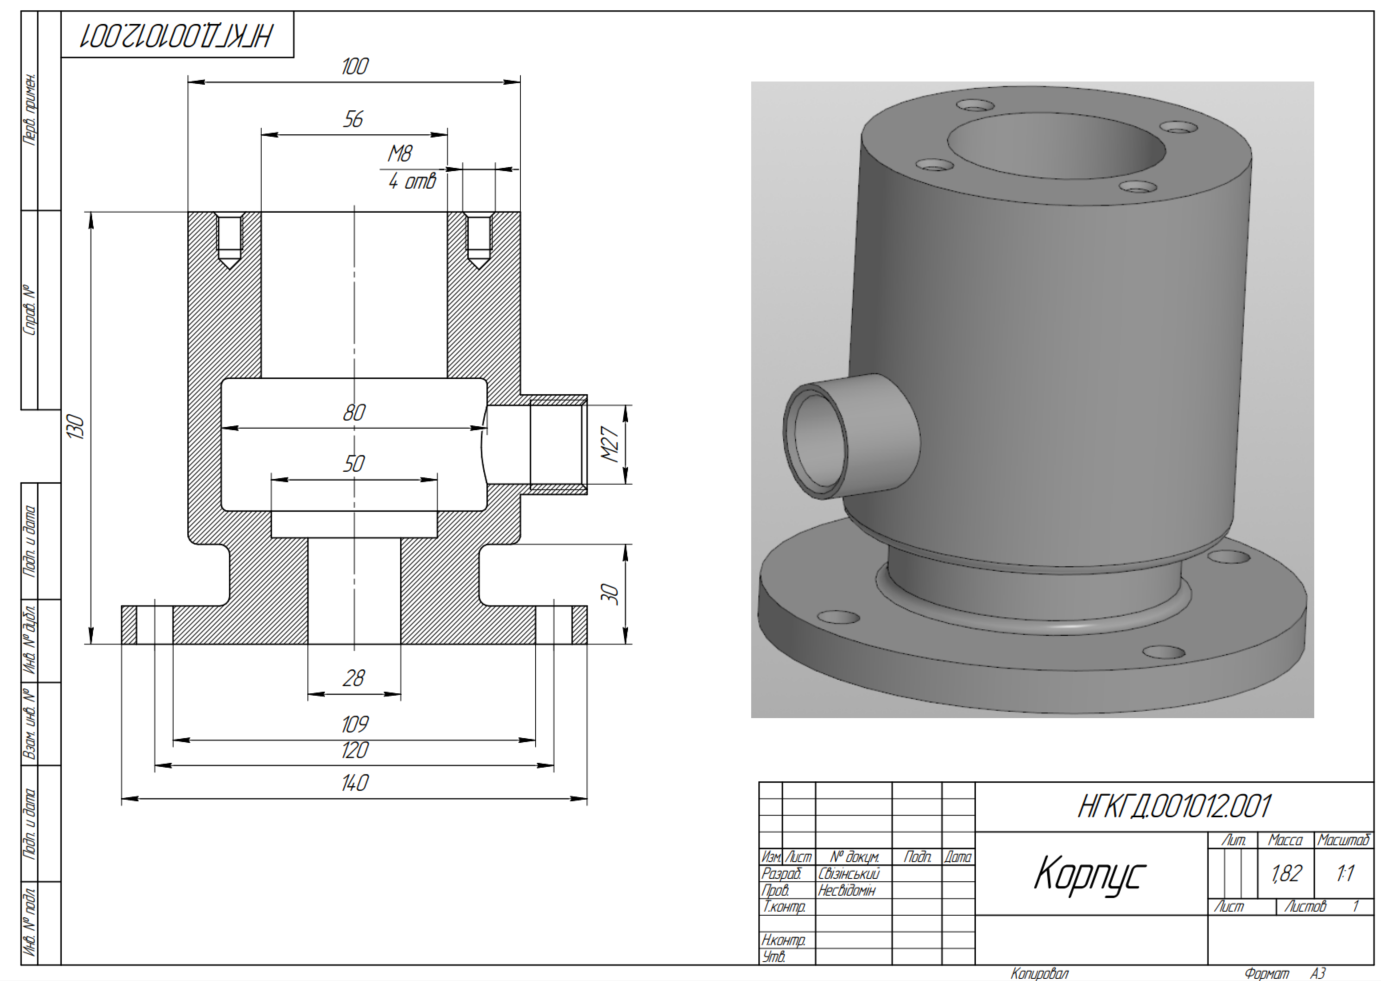 НГКГД.001012.001
Перв. примен.
Справ. №
Подп. и дата
Инв. № дубл.
Взам. инв. №
Подп. и дата
Инв. № подл.
100
56
М8
4 отв
130
80
50
М27
30
28
109
120
140
НГКГД.001012.001
Изм. Лист № докум. Подп. Дата
Разраб. Свізінський
Пров. Несвідомін
Т.контр.
Н.контр.
Утв.
Корпус
Лит. Масса Масштаб
1,82 1:1
Лист Листов 1
Копировал Формат А3